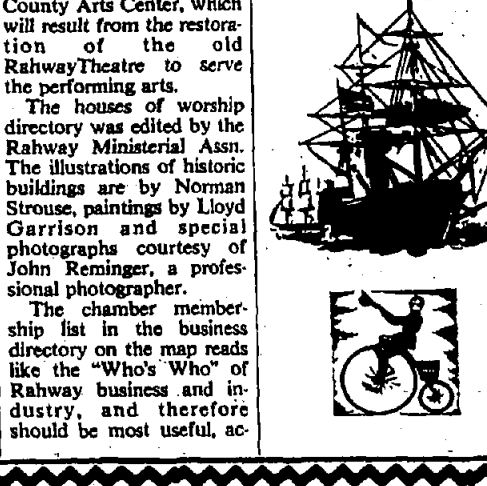 County Arts Center, which
will result from the restora-
tion of the old
RahwayTheatre to serve
the performing arts.
The houses of worship
directory was edited by the
Rahway Ministerial Assn.
The illustrations of historic
buildings are by Norman
Strouse, paintings by Lloyd
Garrison and special
photographs courtesy of
John Reminger, a profes-
sional photographer.
The chamber member-
ship list in the business
directory on the map reads
like the "Who's Who" of
Rahway business and in-
dustry, and therefore
should be most useful, ac-